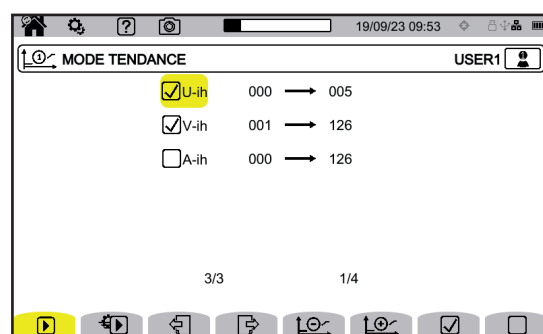 19/09/23 09:53
MODE TENDANCE USER1
U-ih 000 → 005
V-ih 001 → 126
A-ih 000 → 126
3/3 1/4